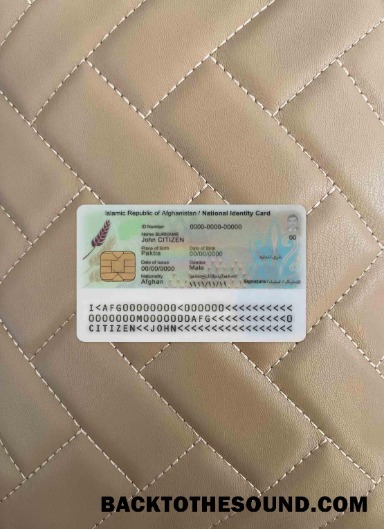 Islamic Republic of Afghanistan / National Identity Card
ID Number 0000-0000-00000
Name SURNAME
John CITIZEN
00
Place of Birth Date of Birth
Paktia 00/00/0000
Date of Issue Gender
00/00/0000 Male
Nationality
Afghan Signature
I<AFG00000000<000000<<<<<<<<<<
0000000M0000000AFG<<<<<<<<<<<0
CITIZEN<<JOHN<<<<<<<<<<<<<<<<<
BACKTOTHESOUND.COM